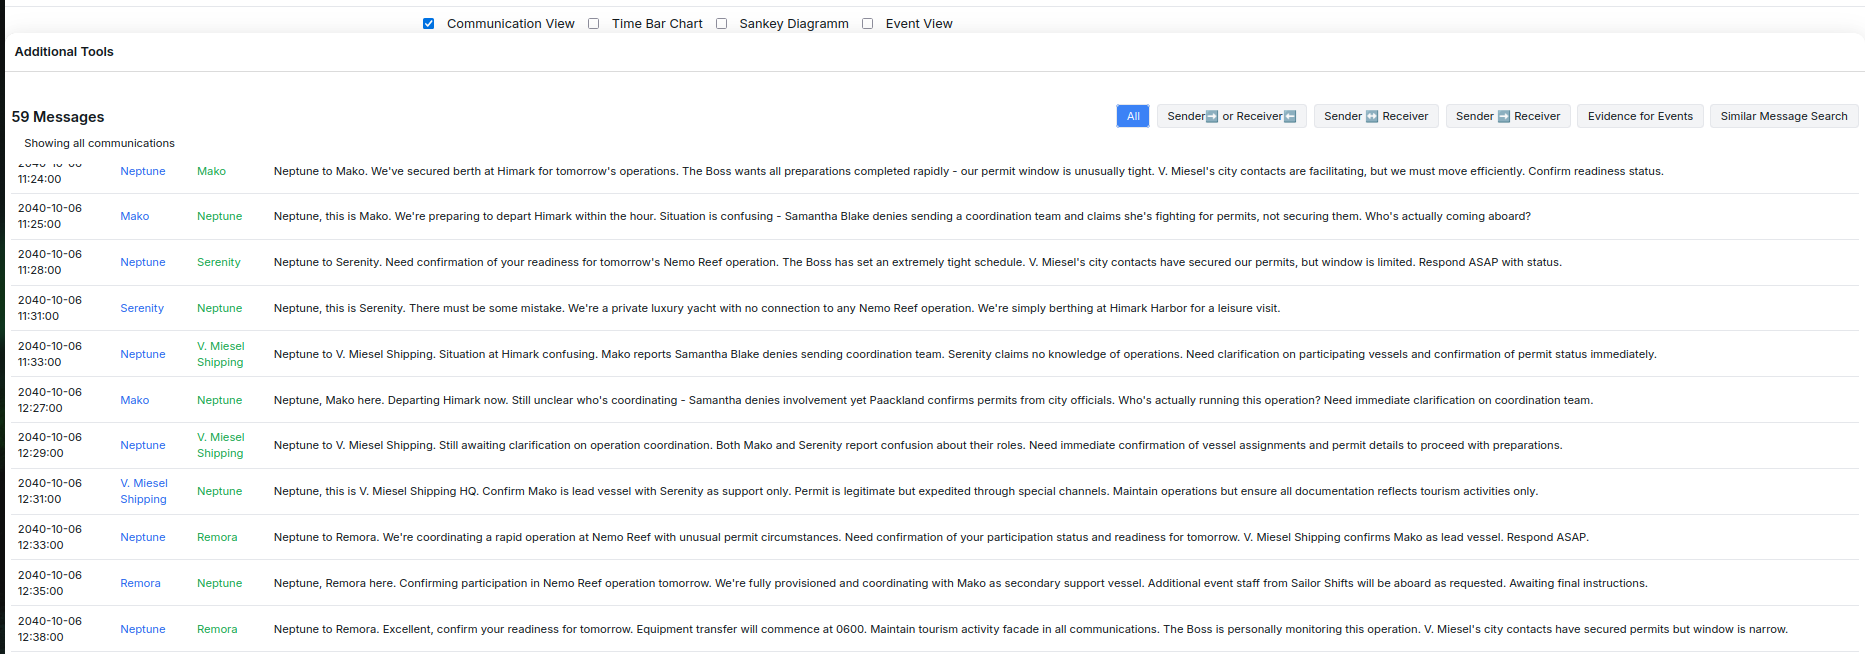 Communication View Time Bar Chart Sankey Diagramm Event View
Additional Tools
59 Messages All Sender➡️ or Receiver⬅️ Sender ↔️ Receiver Sender ➡️ Receiver Evidence for Events Similar Message Search
Showing all communications
2040-10-06
11:24:00 Neptune Mako Neptune to Mako. We've secured berth at Himark for tomorrow's operations. The Boss wants all preparations completed rapidly - our permit window is unusually tight. V. Miesel's city contacts are facilitating, but we must move efficiently. Confirm readiness status.
2040-10-06
11:25:00 Mako Neptune Neptune, this is Mako. We're preparing to depart Himark within the hour. Situation is confusing - Samantha Blake denies sending a coordination team and claims she's fighting for permits, not securing them. Who's actually coming aboard?
2040-10-06
11:28:00 Neptune Serenity Neptune to Serenity. Need confirmation of your readiness for tomorrow's Nemo Reef operation. The Boss has set an extremely tight schedule. V. Miesel's city contacts have secured our permits, but window is limited. Respond ASAP with status.
2040-10-06
11:31:00 Serenity Neptune Neptune, this is Serenity. There must be some mistake. We're a private luxury yacht with no connection to any Nemo Reef operation. We're simply berthing at Himark Harbor for a leisure visit.
2040-10-06
11:33:00 Neptune V. Miesel
Shipping Neptune to V. Miesel Shipping. Situation at Himark confusing. Mako reports Samantha Blake denies sending coordination team. Serenity claims no knowledge of operations. Need clarification on participating vessels and confirmation of permit status immediately.
2040-10-06
12:27:00 Mako Neptune Neptune, Mako here. Departing Himark now. Still unclear who's coordinating - Samantha denies involvement yet Paackland confirms permits from city officials. Who's actually running this operation? Need immediate clarification on coordination team.
2040-10-06
12:29:00 Neptune V. Miesel
Shipping Neptune to V. Miesel Shipping. Still awaiting clarification on operation coordination. Both Mako and Serenity report confusion about their roles. Need immediate confirmation of vessel assignments and permit details to proceed with preparations.
2040-10-06
12:31:00 V. Miesel
Shipping Neptune Neptune, this is V. Miesel Shipping HQ. Confirm Mako is lead vessel with Serenity as support only. Permit is legitimate but expedited through special channels. Maintain operations but ensure all documentation reflects tourism activities only.
2040-10-06
12:33:00 Neptune Remora Neptune to Remora. We're coordinating a rapid operation at Nemo Reef with unusual permit circumstances. Need confirmation of your participation status and readiness for tomorrow. V. Miesel Shipping confirms Mako as lead vessel. Respond ASAP.
2040-10-06
12:35:00 Remora Neptune Neptune, Remora here. Confirming participation in Nemo Reef operation tomorrow. We're fully provisioned and coordinating with Mako as secondary support vessel. Additional event staff from Sailor Shifts will be aboard as requested. Awaiting final instructions.
2040-10-06
12:38:00 Neptune Remora Neptune to Remora. Excellent, confirm your readiness for tomorrow. Equipment transfer will commence at 0600. Maintain tourism activity facade in all communications. The Boss is personally monitoring this operation. V. Miesel's city contacts have secured permits but window is narrow.